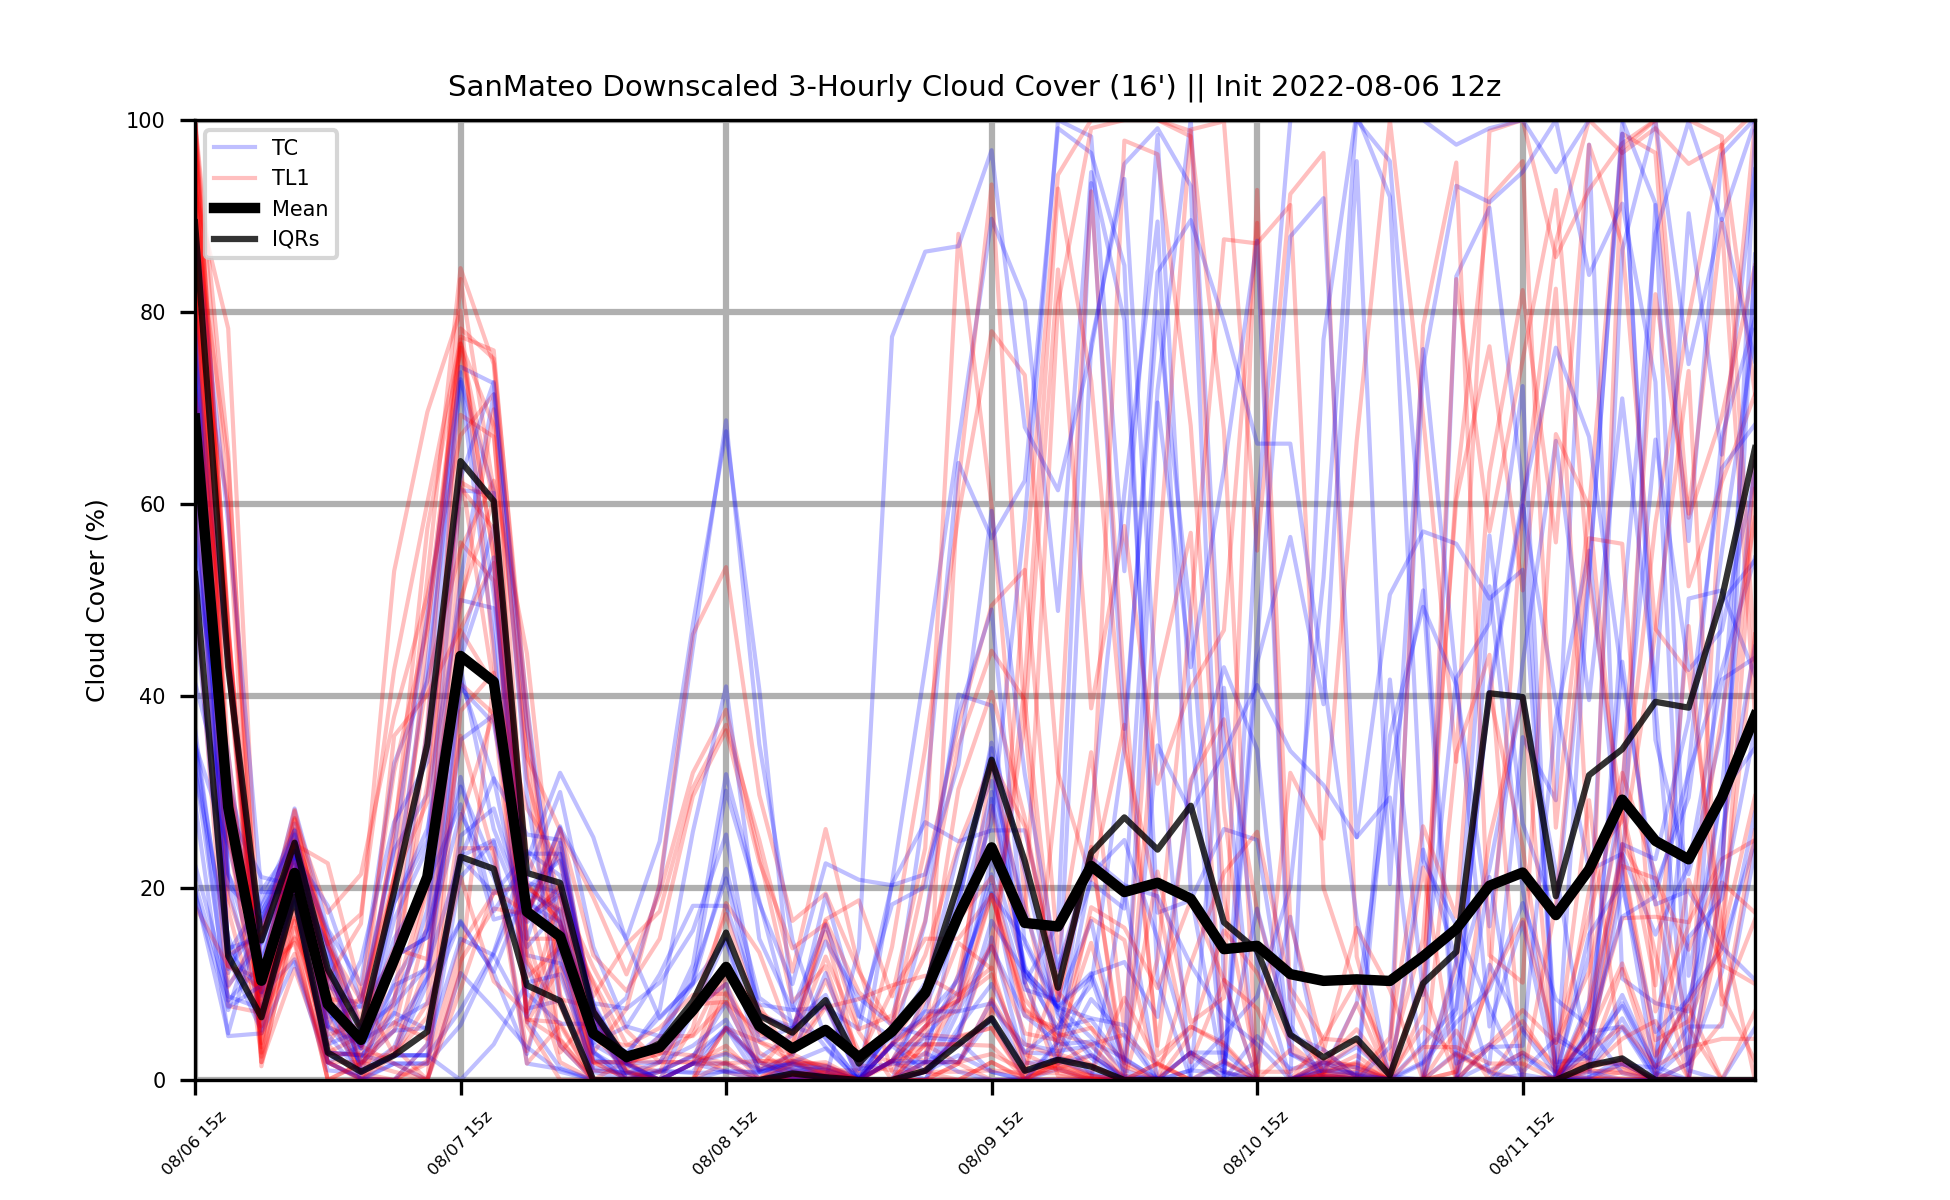 SanMateo Downscaled 3-Hourly Cloud Cover (16') || Init 2022-08-06 12z
100
80
60
40
20
0
Cloud Cover (%)
TC
TL1
Mean
IQRs
08/06 15z
08/07 15z
08/08 15z
08/09 15z
08/10 15z
08/11 15z